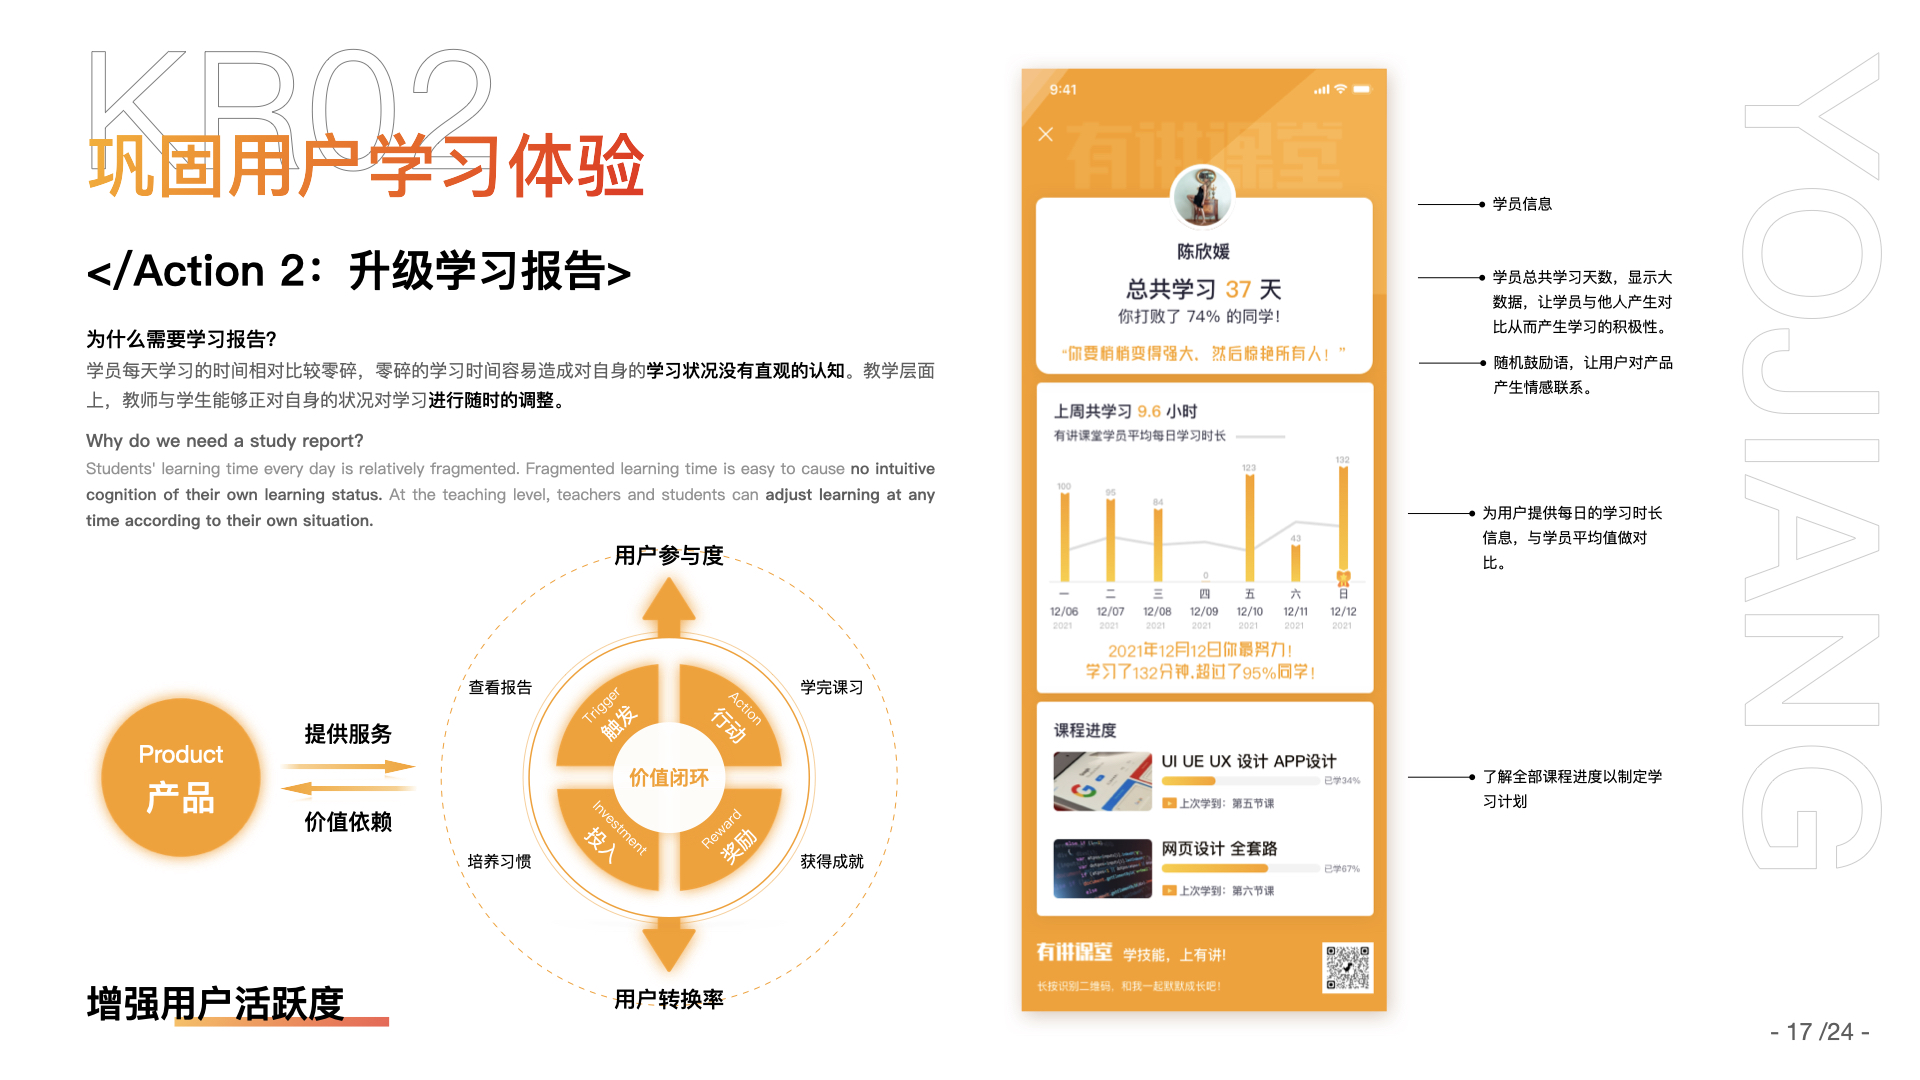 KR02
巩固用户学习体验
</Action 2：升级学习报告>
为什么需要学习报告？
学员每天学习的时间相对比较零碎，零碎的学习时间容易造成对自身的学习状况没有直观的认知。教学层面
上，教师与学生能够正对自身的状况对学习进行随时的调整。
Why do we need a study report?
Students' learning time every day is relatively fragmented. Fragmented learning time is easy to cause no intuitive
cognition of their own learning status. At the teaching level, teachers and students can adjust learning at any
time according to their own situation.
用户参与度
查看报告
学完课习
Trigger
触发
Action
行动
Product
产品
提供服务
价值依赖
价值闭环
Investment
投入
Reward
奖励
培养习惯
获得成就
用户转换率
增强用户活跃度
9:41
有讲课堂
陈欣媛
总共学习 37 天
你打败了 74% 的同学！
“你要悄悄变得强大，然后惊艳所有人！”
上周共学习 9.6 小时
有讲课堂学员平均每日学习时长
100
95
84
0
123
43
132
一 二 三 四 五 六 日
12/06 12/07 12/08 12/09 12/10 12/11 12/12
2021 2021 2021 2021 2021 2021 2021
2021年12月12日你最努力！
学习了132分钟，超过了95%同学！
课程进度
UI UE UX 设计 APP设计
已学34%
上次学到：第五节课
网页设计 全套路
已学67%
上次学到：第六节课
有讲课堂 学技能，上有讲！
长按识别二维码，和我一起默默成长吧！
学员信息
学员总共学习天数，显示大
数据，让学员与他人产生对
比从而产生学习的积极性。
随机鼓励语，让用户对产品
产生情感联系。
为用户提供每日的学习时长
信息，与学员平均值做对
比。
了解全部课程进度以制定学
习计划
YOJIANG
- 17 /24 -